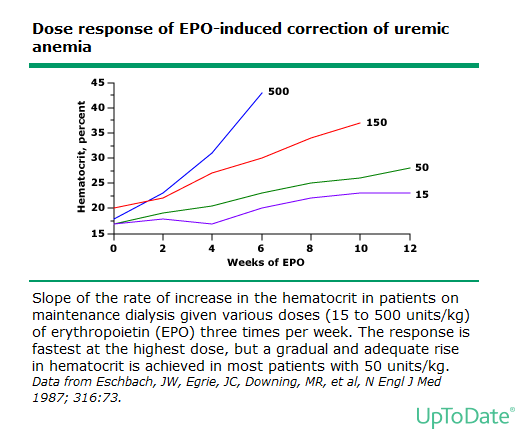 Dose response of EPO-induced correction of uremic
anemia
Hematocrit, percent
45
40
35
30
25
20
15
500
150
50
15
0
2
4
6
8
10
12
Weeks of EPO
Slope of the rate of increase in the hematocrit in patients on
maintenance dialysis given various doses (15 to 500 units/kg)
of erythropoietin (EPO) three times per week. The response is
fastest at the highest dose, but a gradual and adequate rise
in hematocrit is achieved in most patients with 50 units/kg.
Data from Eschbach, JW, Egrie, JC, Downing, MR, et al, N Engl J Med
1987; 316:73.
UpToDate®